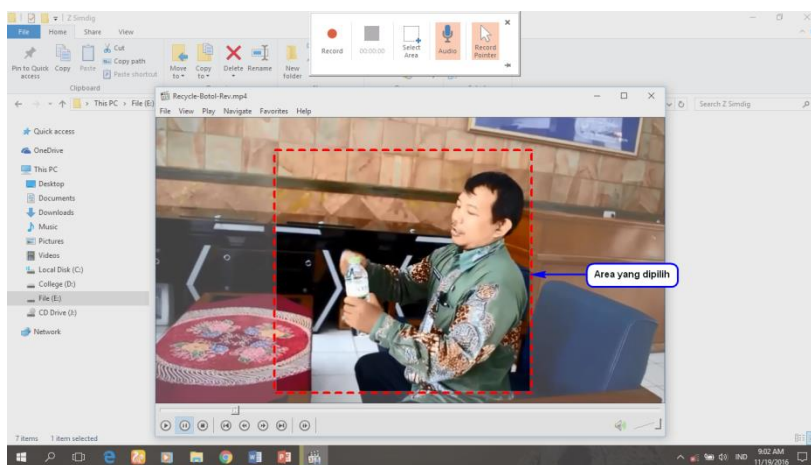 Z Simdig
File Home Share View
Pin to Quick access
Copy
Paste
Cut
Copy path
Paste shortcut
Move to
Copy to
Delete
Rename
New folder
Clipboard
Record
00:00:00
Select Area
Audio
Record Pointer
This PC > File (E:)
Search Z Simdig
Quick access
OneDrive
This PC
Desktop
Documents
Downloads
Music
Pictures
Videos
Local Disk (C:)
College (D:)
File (E:)
CD Drive (J:)
Network
Recycle-Botol-Rev.mp4
File View Play Navigate Favorites Help
Area yang dipilih
7 items 1 item selected
IND
9:02 AM
11/19/2016